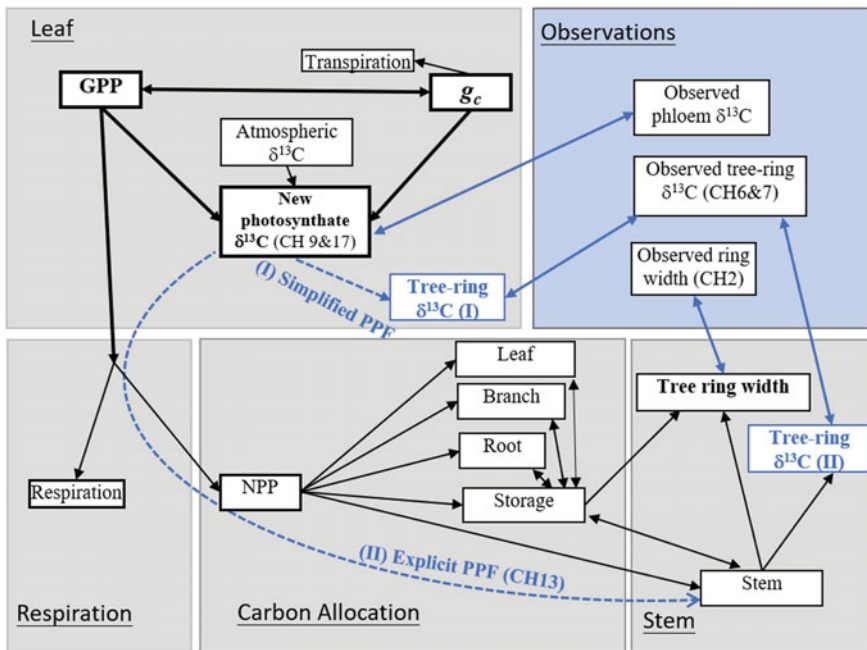 Leaf
Transpiration
GPP
g_c
Atmospheric
δ¹³C
New
photosynthate
δ¹³C (CH 9&17)
(I) Simplified PPF
Tree-ring
δ¹³C (I)
Observations
Observed
phloem δ¹³C
Observed tree-ring
δ¹³C (CH6&7)
Observed ring
width (CH2)
Respiration
Respiration
NPP
Leaf
Branch
Root
Storage
(II) Explicit PPF (CH13)
Carbon Allocation
Tree ring width
Tree-ring
δ¹³C (II)
Stem
Stem